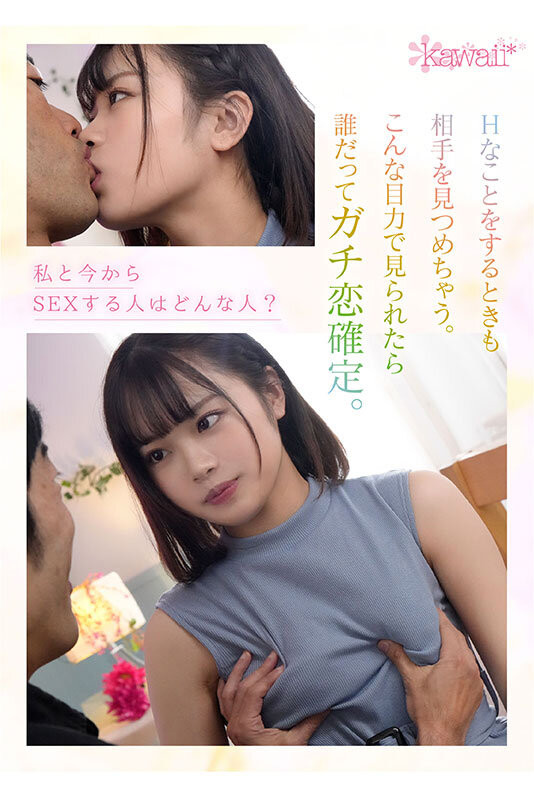 kawaii*
Hなことをするときも
相手を見つめちゃう。
こんな目力で見られたら
誰だってガチ恋確定。
私と今から
SEXする人はどんな人?